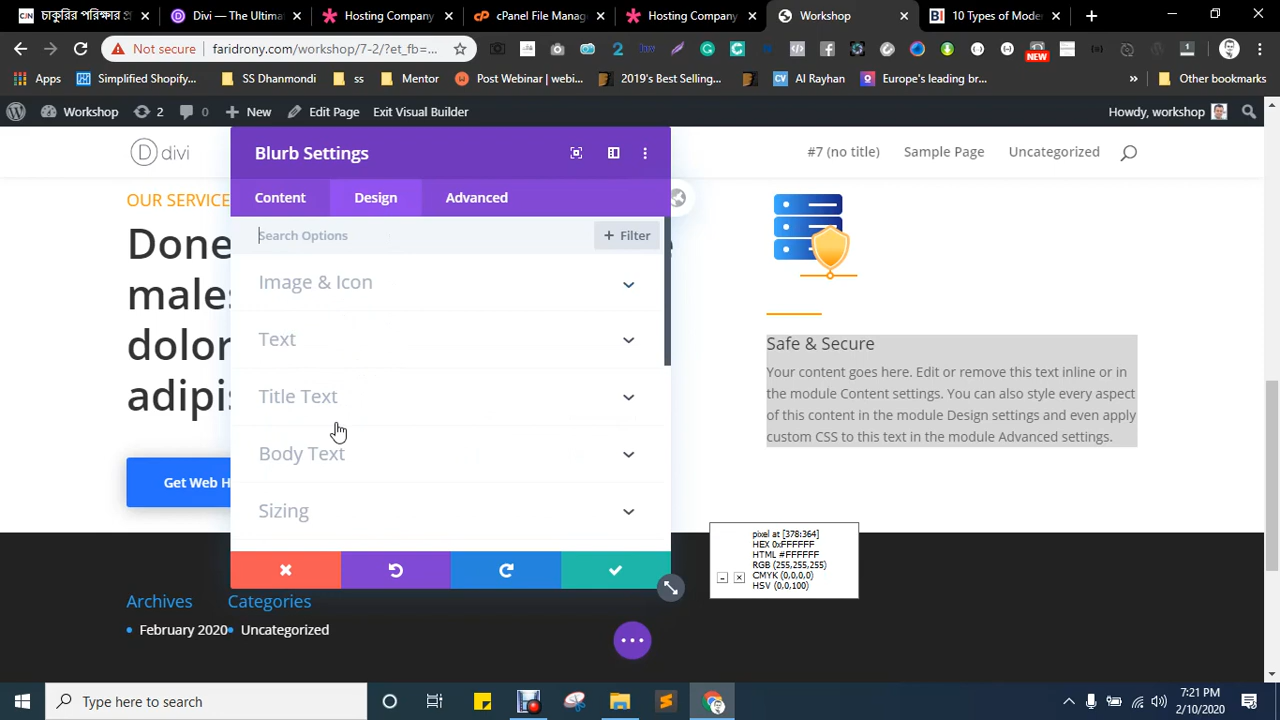 চাকুরির পরিক্ষার প্র
Divi — The Ultima
Hosting Company
cPanel File Manag
Hosting Company
Workshop
10 Types of Moder
Not secure
faridrony.com/workshop/7-2/?et_fb=...
NEW
Apps
Simplified Shopify...
SS Dhanmondi
ss
Mentor
Post Webinar | webi...
2019's Best Selling...
Al Rayhan
Europe's leading br...
Other bookmarks
Workshop
2
0
New
Edit Page
Exit Visual Builder
Howdy, workshop
divi
#7 (no title)
Sample Page
Uncategorized
Blurb Settings
Content
Design
Advanced
Search Options
+ Filter
Image & Icon
Text
Title Text
Body Text
Sizing
OUR SERVICE
Done
males
dolor
adipis
Get Web H
Safe & Secure
Your content goes here. Edit or remove this text inline or in
the module Content settings. You can also style every aspect
of this content in the module Design settings and even apply
custom CSS to this text in the module Advanced settings.
pixel at [378:364]
HEX 0xFFFFFF
HTML #FFFFFF
RGB (255,255,255)
CMYK (0,0,0,0)
HSV (0,0,100)
Archives
Categories
February 2020
Uncategorized
Type here to search
7:21 PM
2/10/2020